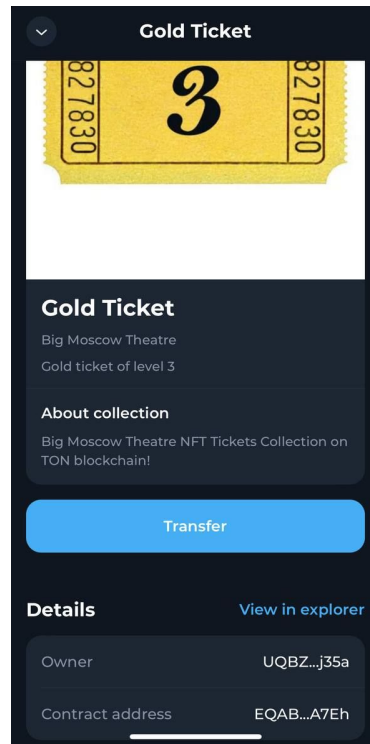 Gold Ticket
827830
3
827830
Gold Ticket
Big Moscow Theatre
Gold ticket of level 3
About collection
Big Moscow Theatre NFT Tickets Collection on
TON blockchain!
Transfer
Details View in explorer
Owner UQBZ...j35a
Contract address EQAB...A7Eh